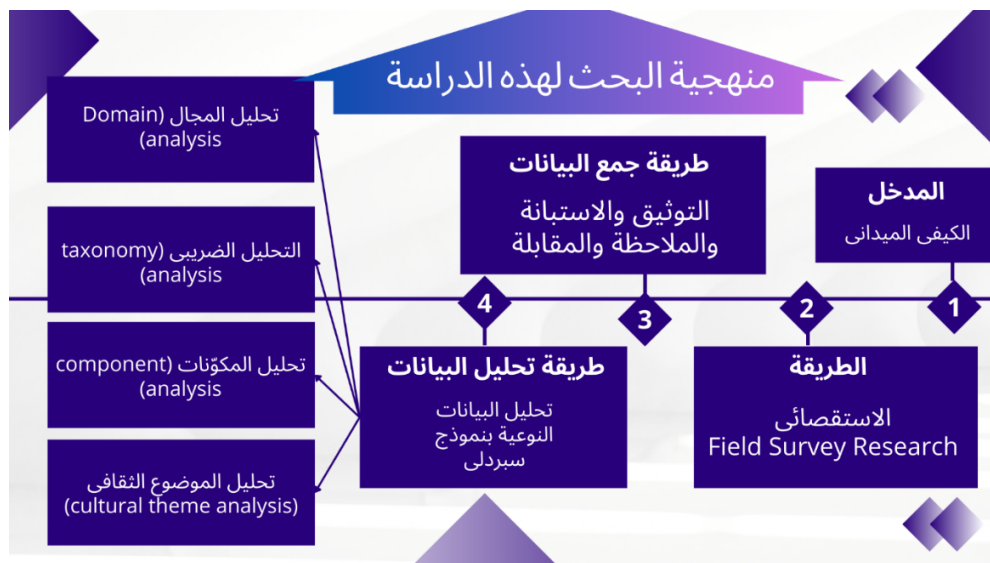 منهجية البحث لهذه الدراسة
المدخل
الكيفى الميدانى
1
الطريقة
الاستقصائى
Field Survey Research
2
طريقة جمع البيانات
التوثيق والاستبانة
والملاحظة والمقابلة
3
طريقة تحليل البيانات
تحليل البيانات
النوعية بنموذج
سبردلى
4
تحليل المجال (Domain
analysis)
التحليل الضريبى (taxonomy
analysis)
تحليل المكوّنات (component
analysis)
تحليل الموضوع الثقافى
(cultural theme analysis)